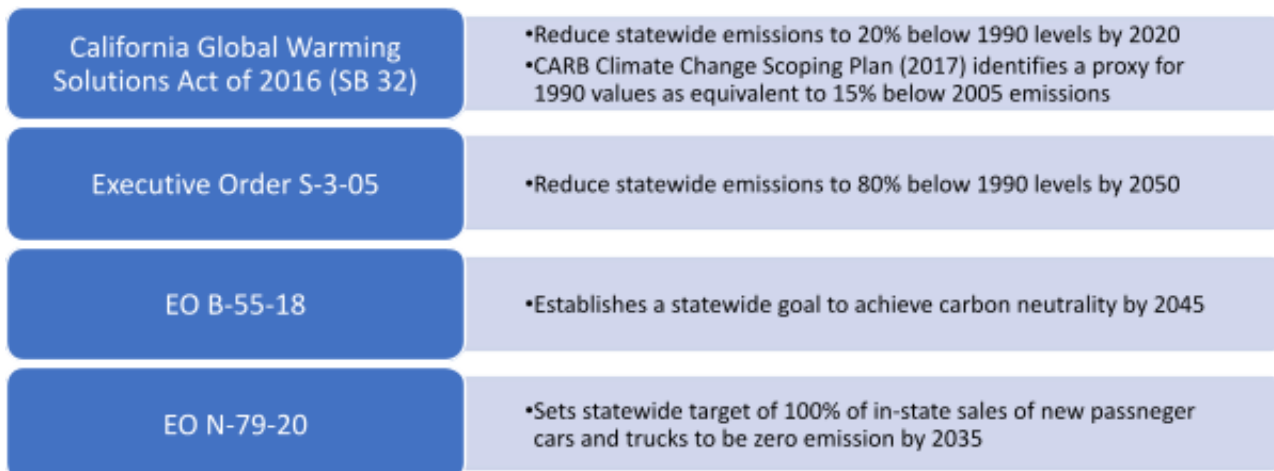 California Global Warming
Solutions Act of 2016 (SB 32)
•Reduce statewide emissions to 20% below 1990 levels by 2020
•CARB Climate Change Scoping Plan (2017) identifies a proxy for
1990 values as equivalent to 15% below 2005 emissions
Executive Order S-3-05
•Reduce statewide emissions to 80% below 1990 levels by 2050
EO B-55-18
•Establishes a statewide goal to achieve carbon neutrality by 2045
EO N-79-20
•Sets statewide target of 100% of in-state sales of new passneger
cars and trucks to be zero emission by 2035